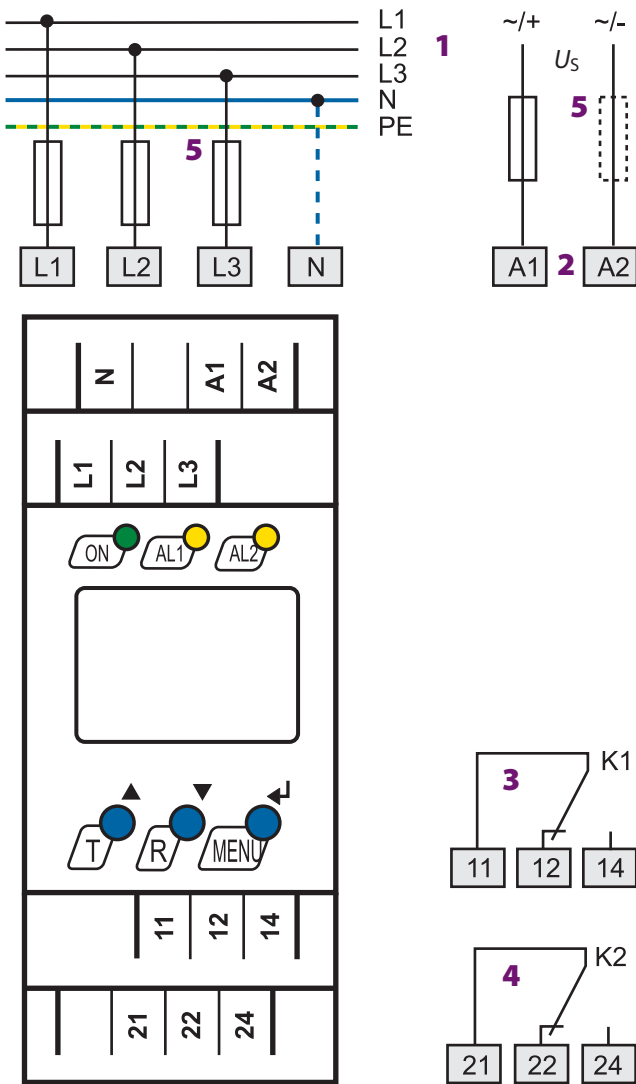 L1 ~/+ ~/-
L2 1 US
L3
N
PE 5
5
L1 L2 L3 N A1 2 A2
N A1 A2
L1 L2 L3
ON AL1 AL2
▲ ▼ ↲
T R MENU
K1
3
11 12 14
11 12 14
K2
4
21 22 24
21 22 24